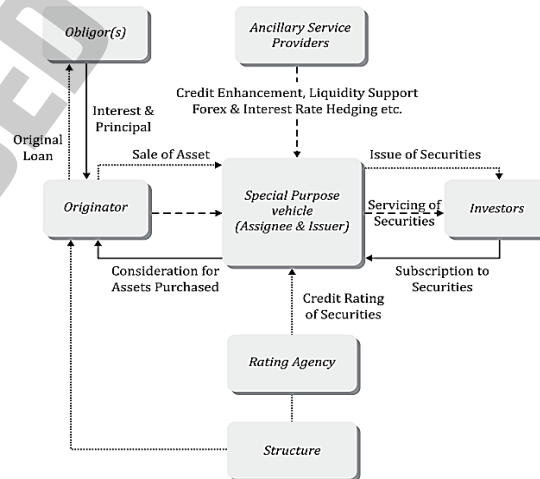 Obligor(s)
Ancillary Service
Providers
Credit Enhancement, Liquidity Support
Forex & Interest Rate Hedging etc.
Interest &
Principal
Original
Loan
Sale of Asset
Issue of Securities
Originator
Special Purpose
vehicle
(Assignee & Issuer)
Servicing of
Securities
Investors
Consideration for
Assets Purchased
Subscription to
Securities
Credit Rating
of Securities
Rating Agency
Structure